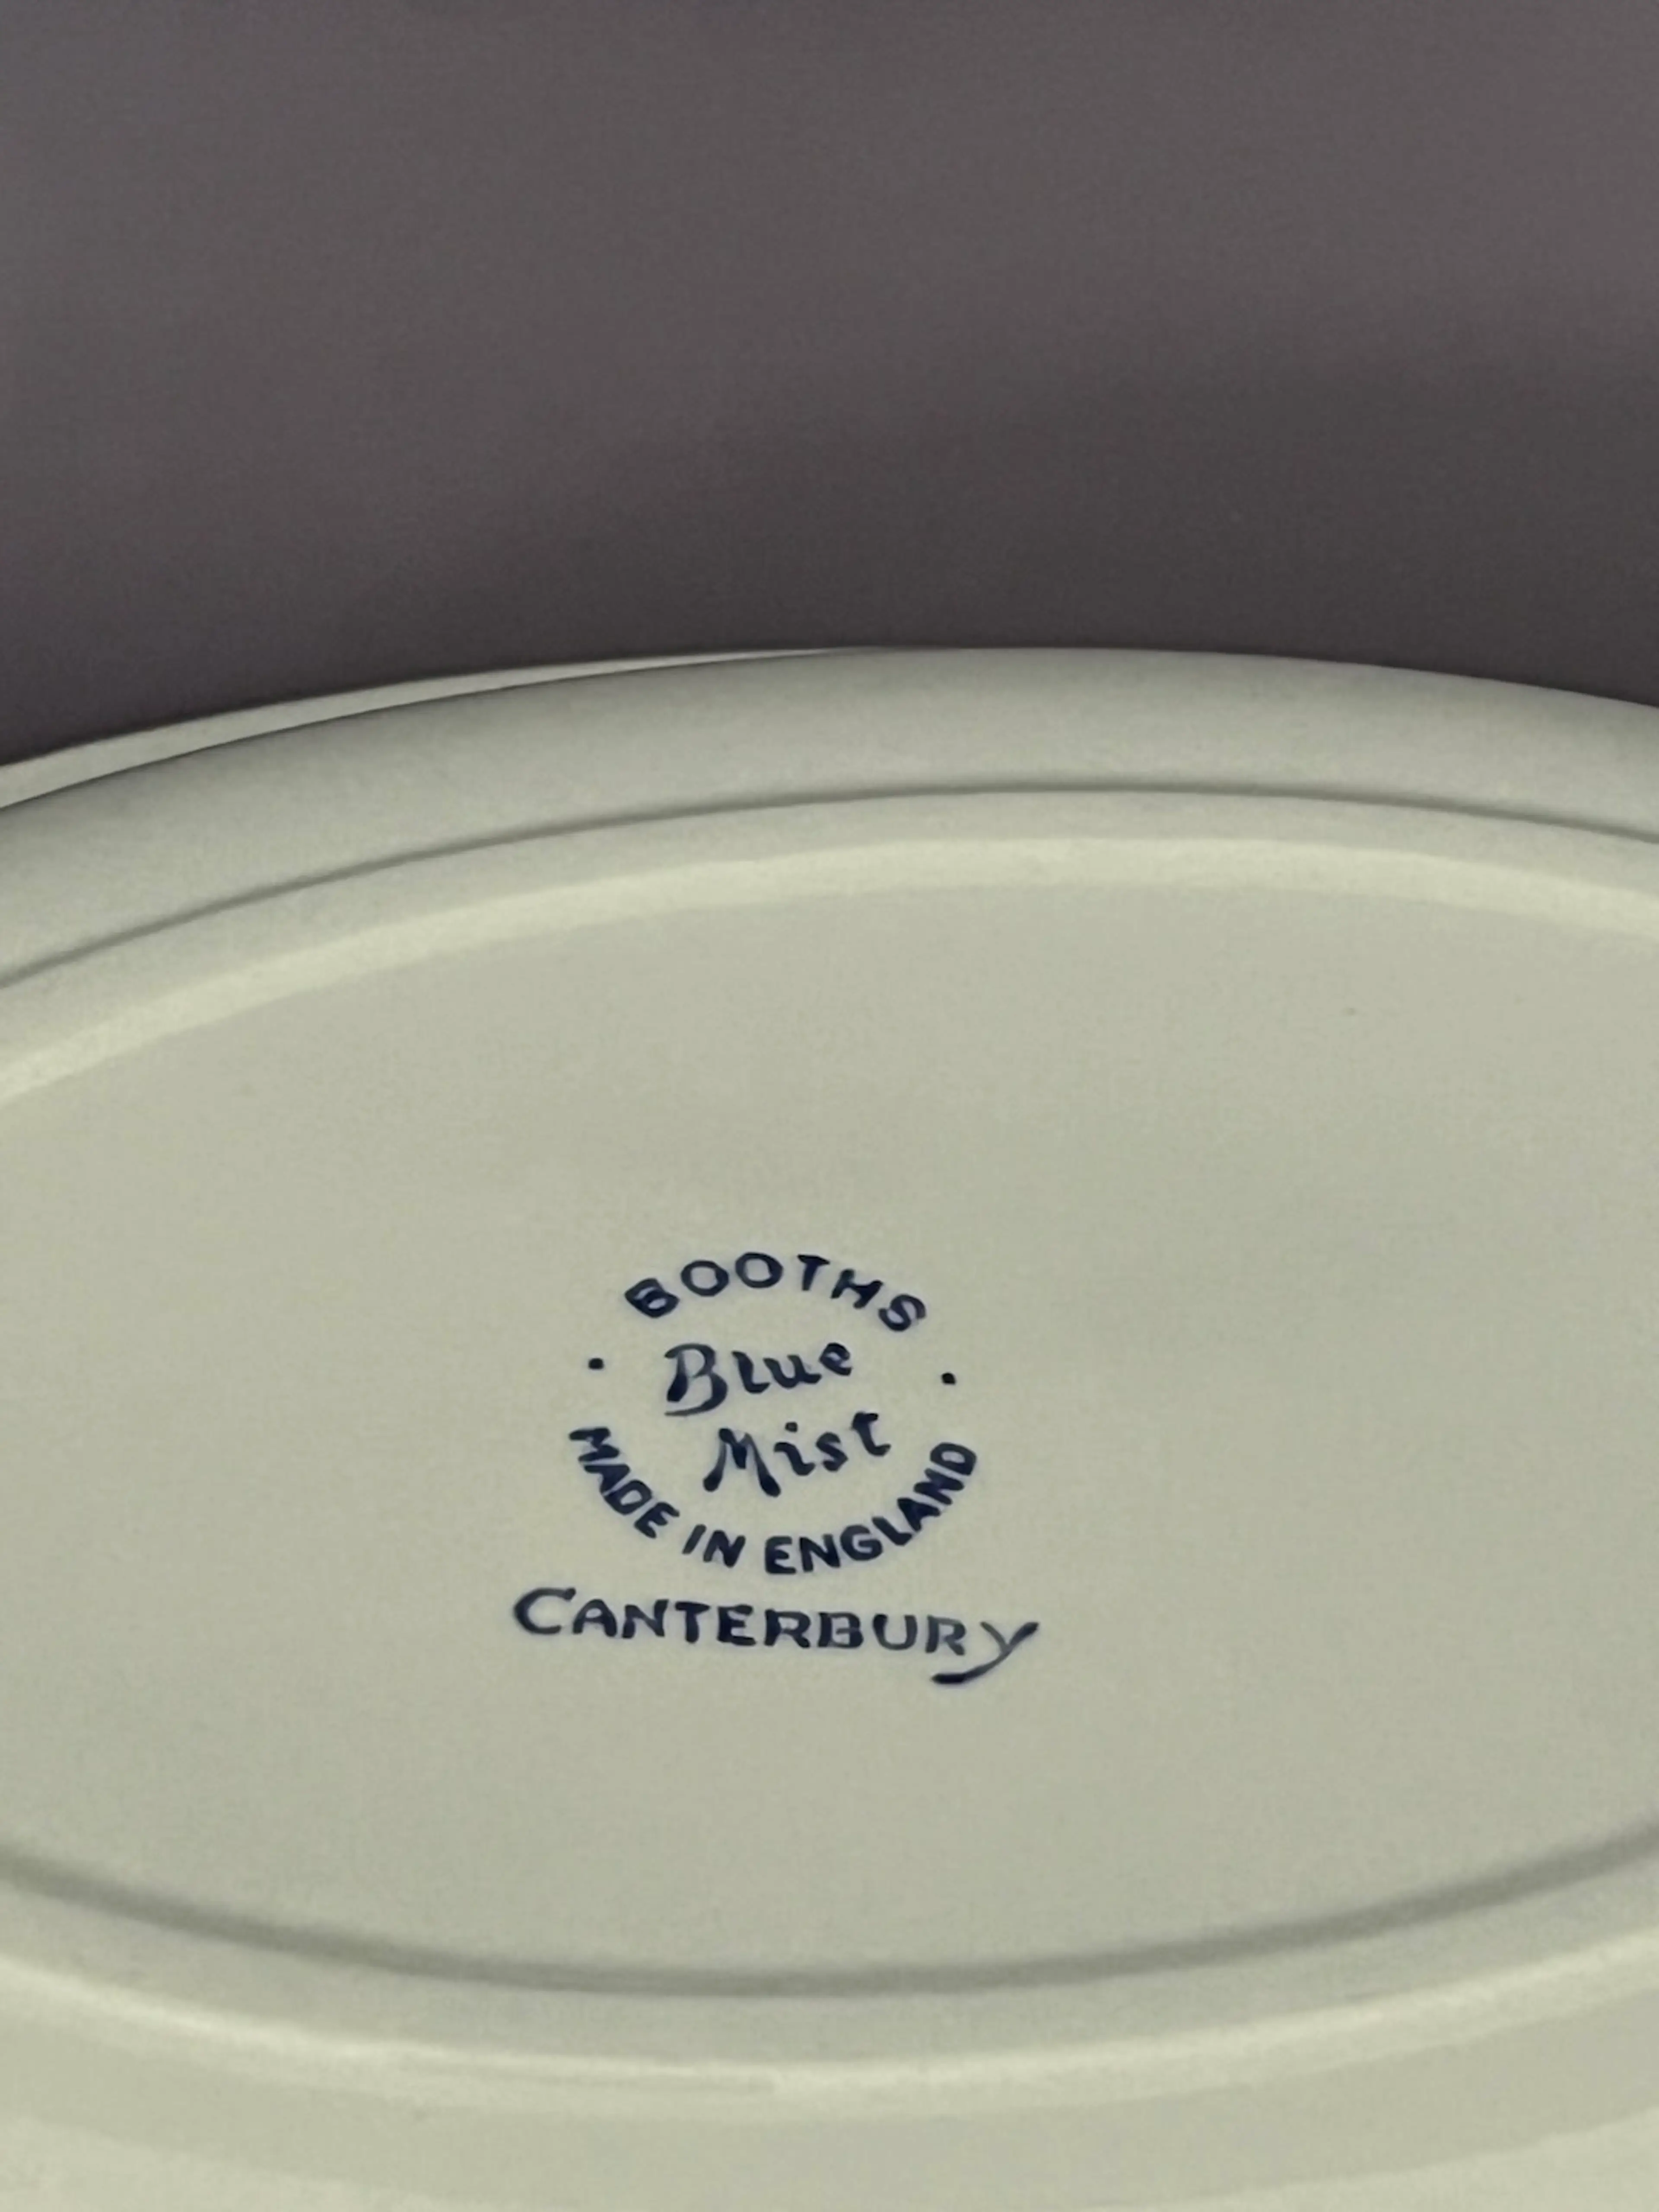 BOOTHS
Blue
Mist
MADE IN ENGLAND
CANTERBURY